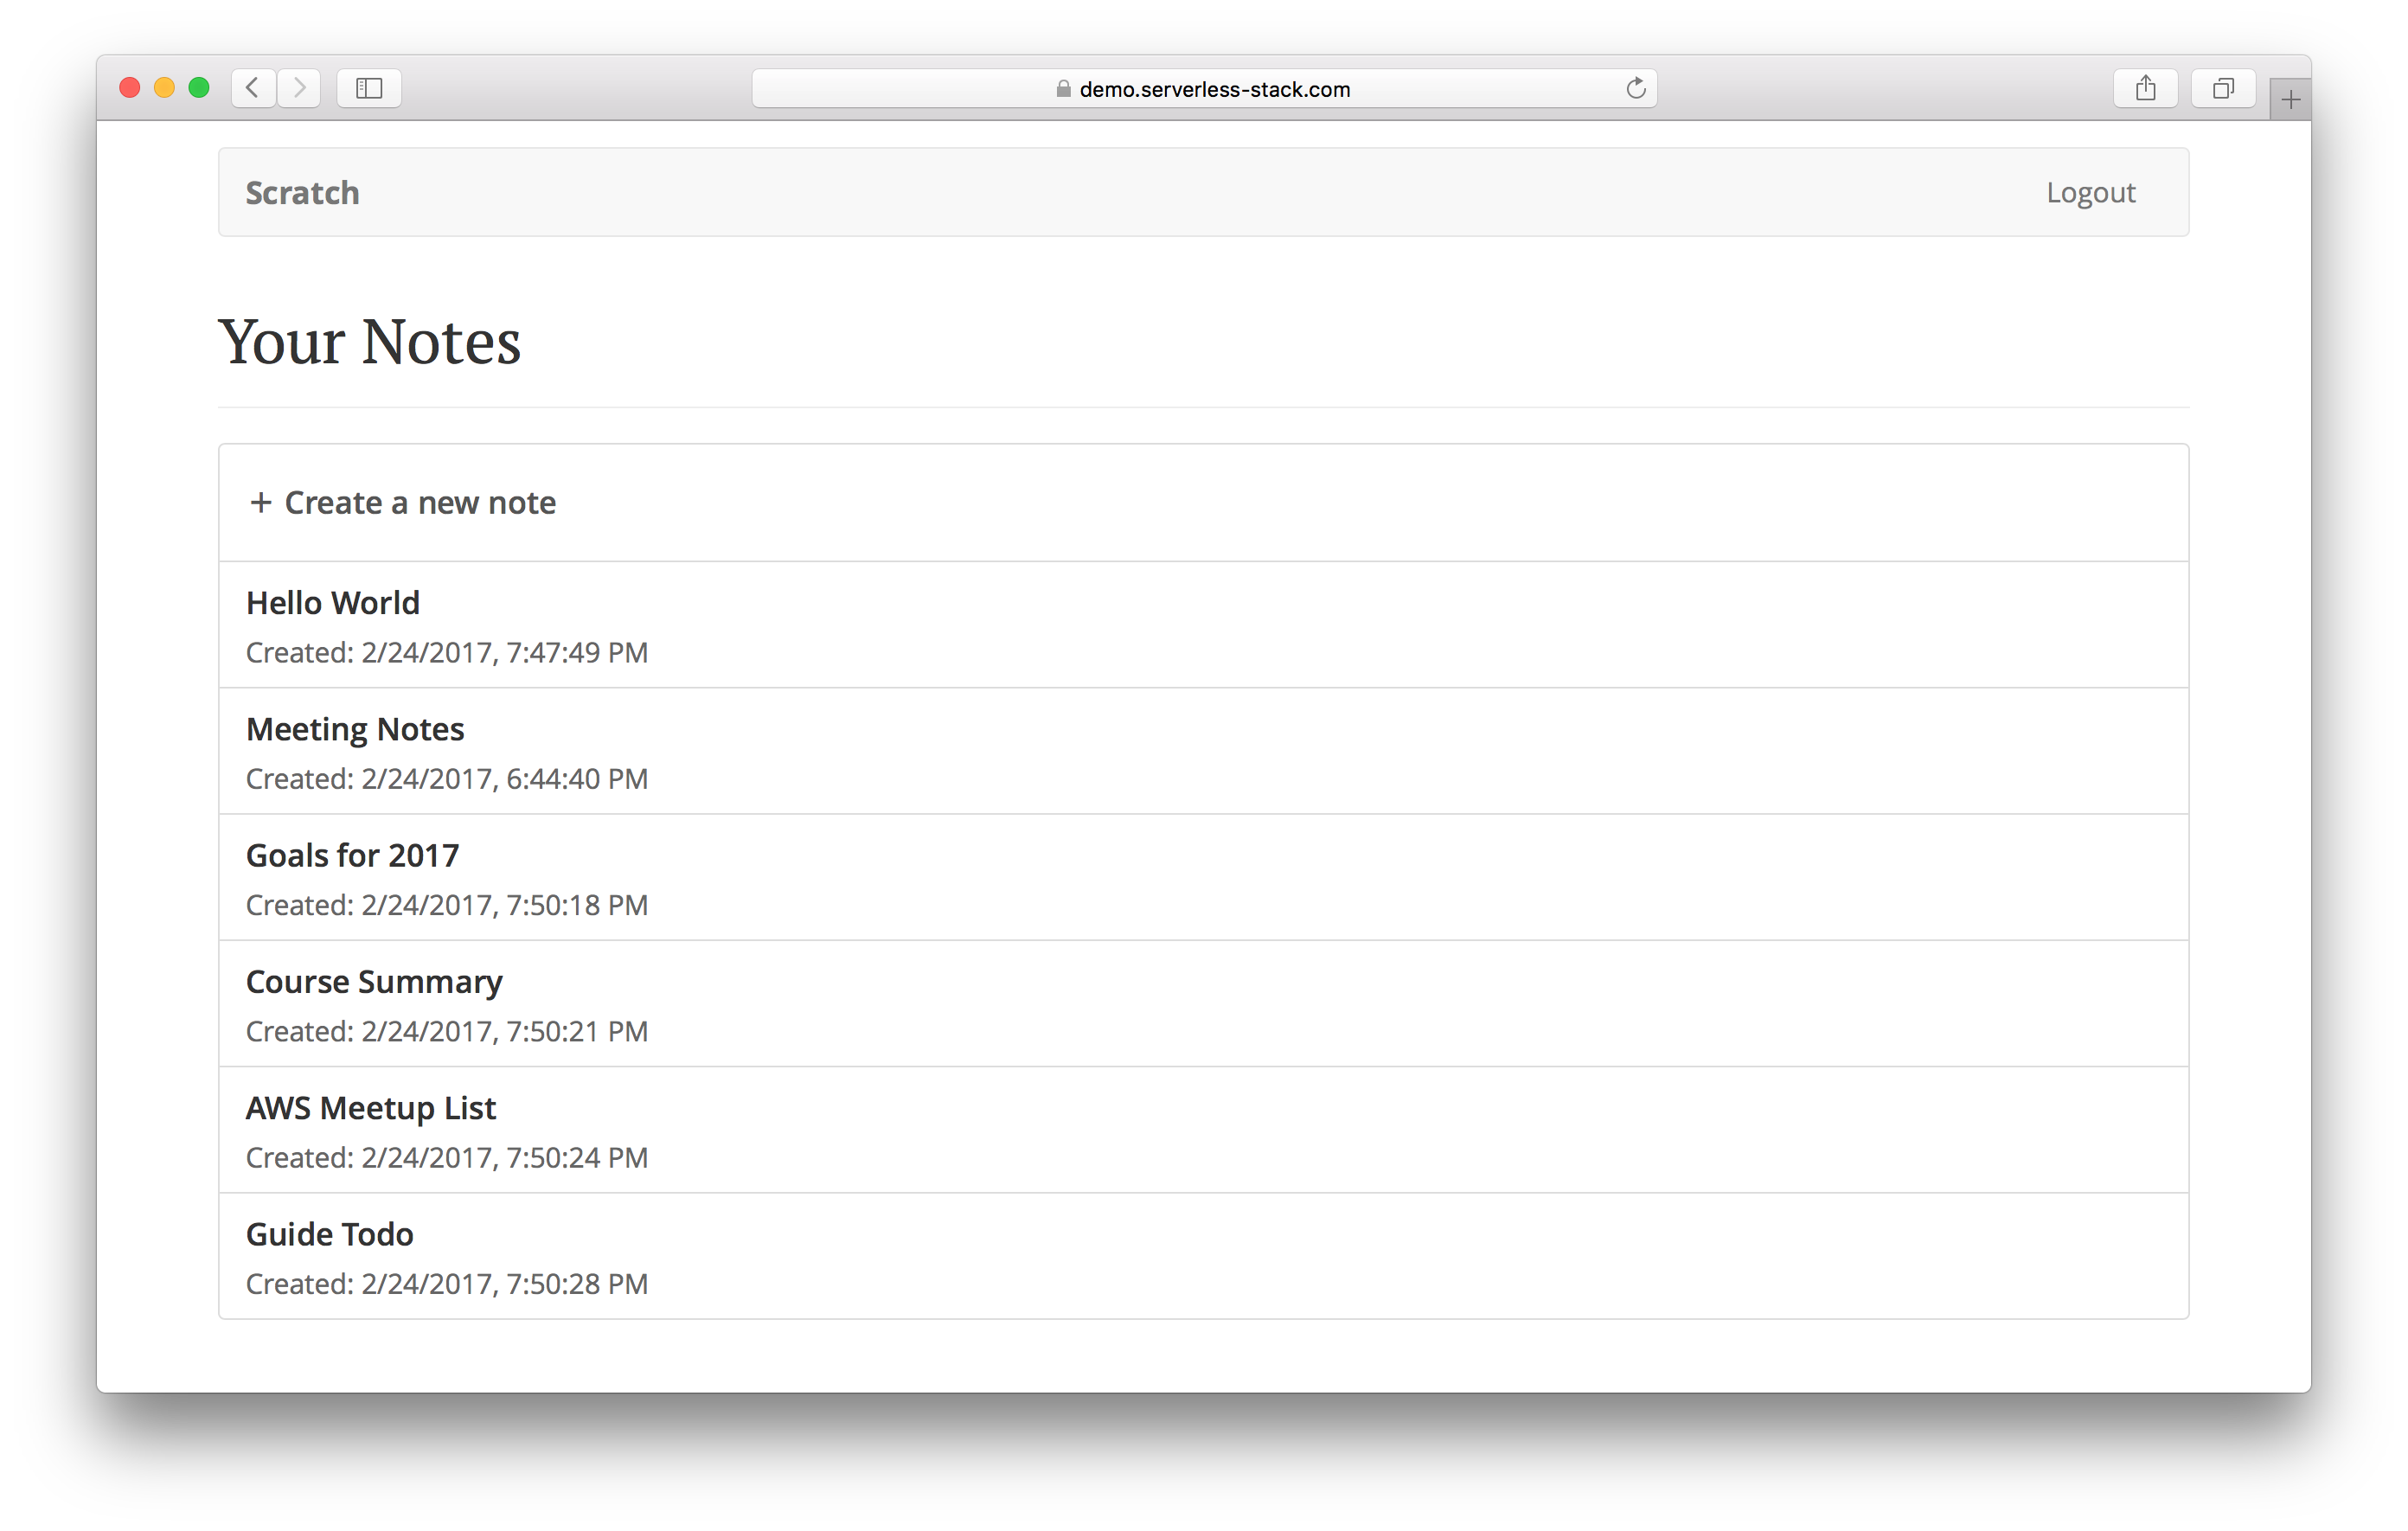 demo.serverless-stack.com
Scratch
Logout
Your Notes
+ Create a new note
Hello World
Created: 2/24/2017, 7:47:49 PM
Meeting Notes
Created: 2/24/2017, 6:44:40 PM
Goals for 2017
Created: 2/24/2017, 7:50:18 PM
Course Summary
Created: 2/24/2017, 7:50:21 PM
AWS Meetup List
Created: 2/24/2017, 7:50:24 PM
Guide Todo
Created: 2/24/2017, 7:50:28 PM